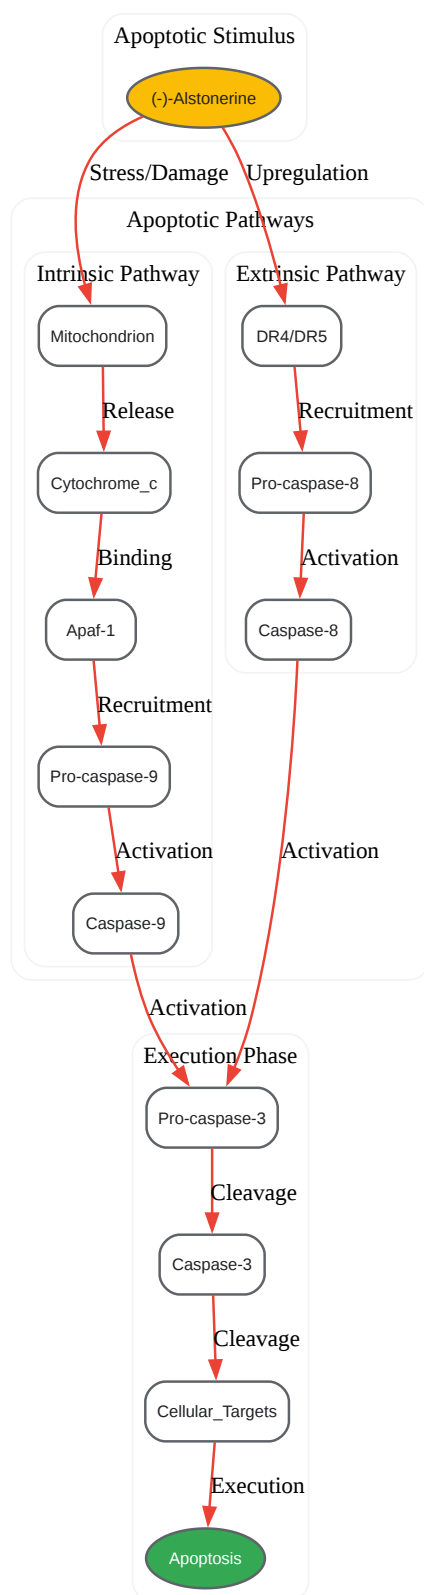 Apoptotic Stimulus
(-)-Alstonerine
Stress/Damage
Upregulation
Apoptotic Pathways
Intrinsic Pathway
Extrinsic Pathway
Mitochondrion
DR4/DR5
Release
Recruitment
Cytochrome_c
Pro-caspase-8
Binding
Activation
Apaf-1
Caspase-8
Recruitment
Pro-caspase-9
Activation
Activation
Caspase-9
Activation
Execution Phase
Pro-caspase-3
Cleavage
Caspase-3
Cleavage
Cellular_Targets
Execution
Apoptosis